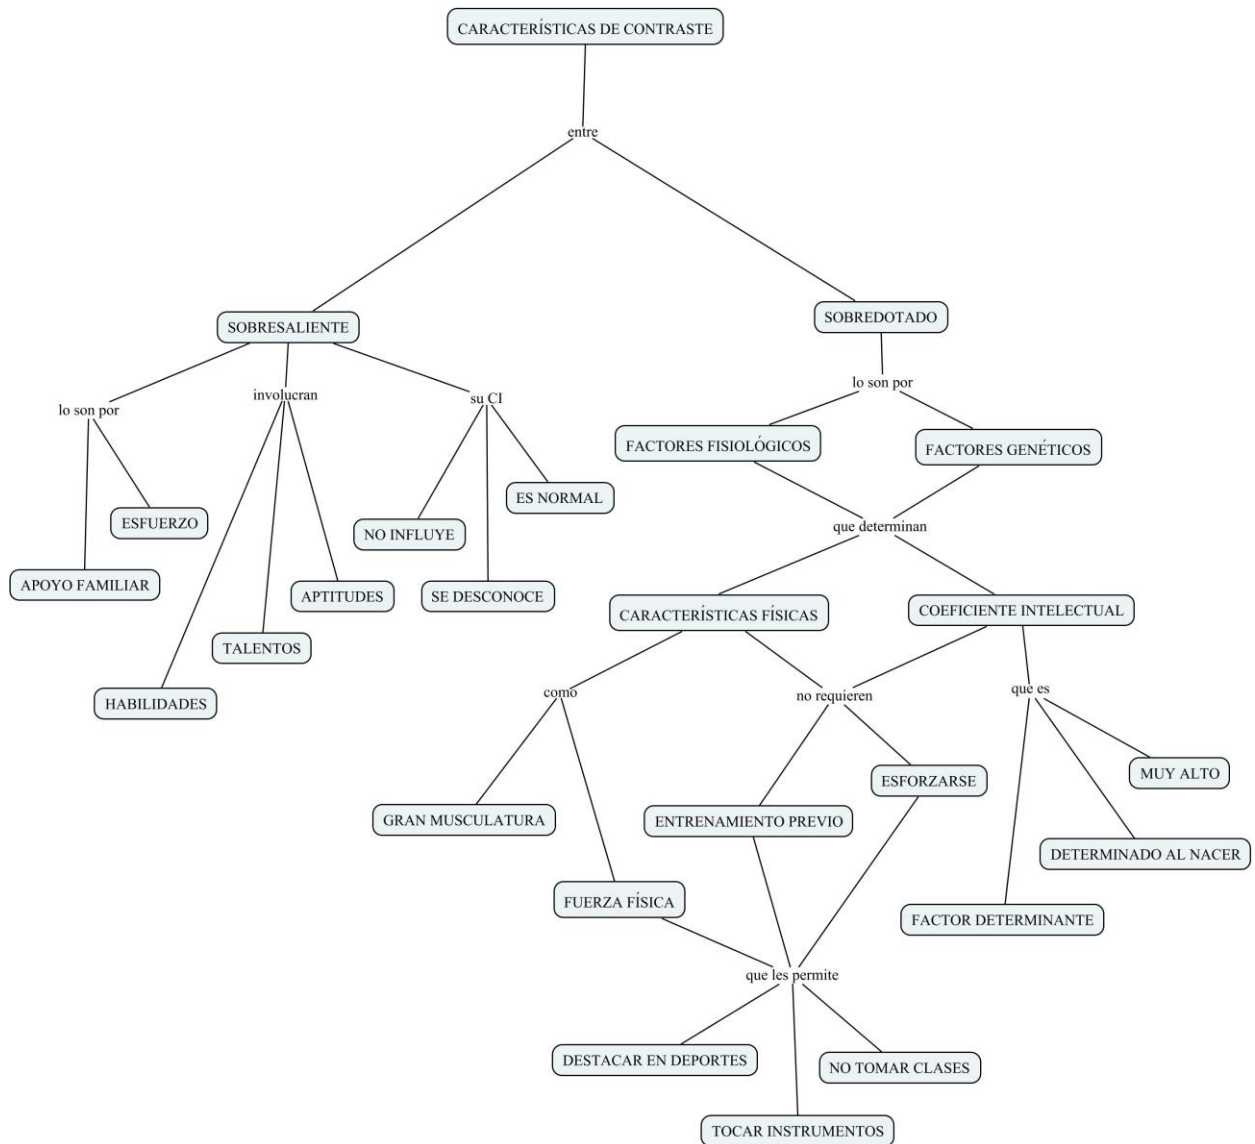 CARACTERÍSTICAS DE CONTRASTE
entre
SOBRESALIENTE
SOBREDOTADO
lo son por
involucran
su CI
lo son por
FACTORES FISIOLÓGICOS
FACTORES GENÉTICOS
ESFUERZO
NO INFLUYE
ES NORMAL
que determinan
APOYO FAMILIAR
APTITUDES
SE DESCONOCE
CARACTERÍSTICAS FÍSICAS
COEFICIENTE INTELECTUAL
TALENTOS
HABILIDADES
como
no requieren
que es
GRAN MUSCULATURA
ENTRENAMIENTO PREVIO
ESFORZARSE
MUY ALTO
DETERMINADO AL NACER
FUERZA FÍSICA
FACTOR DETERMINANTE
que les permite
DESTACAR EN DEPORTES
NO TOMAR CLASES
TOCAR INSTRUMENTOS